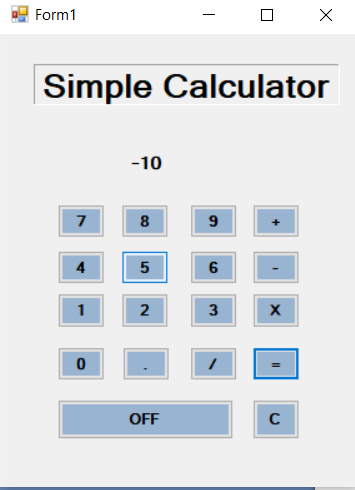 Form1
Simple Calculator
-10
7 8 9 +
4 5 6 -
1 2 3 X
0 . / =
OFF C